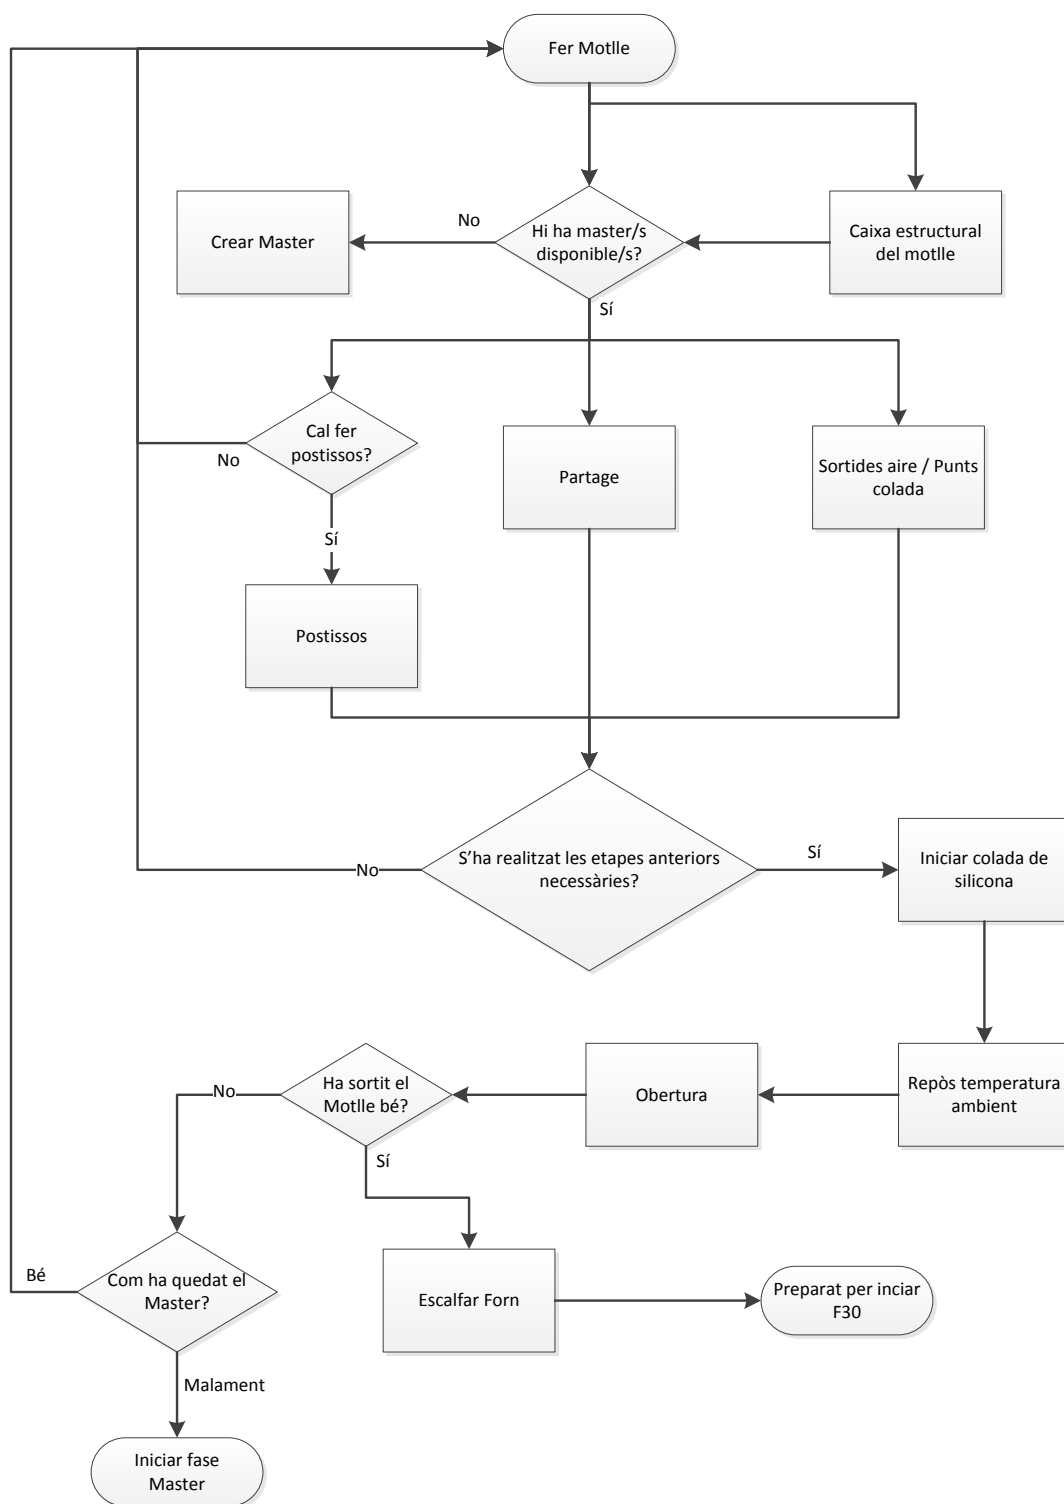 Fer Motlle
Crear Master
No
Hi ha master/s
disponible/s?
Caixa estructural
del motlle
Sí
Cal fer
postissos?
No
Partage
Sortides aire / Punts
colada
Sí
Postissos
No
S'ha realitzat les etapes anteriors
necessàries?
Sí
Iniciar colada de
silicona
No
Ha sortit el
Motlle bé?
Obertura
Repòs temperatura
ambient
Sí
Bé
Com ha quedat el
Master?
Escalfar Forn
Preparat per inciar
F30
Malament
Iniciar fase
Master